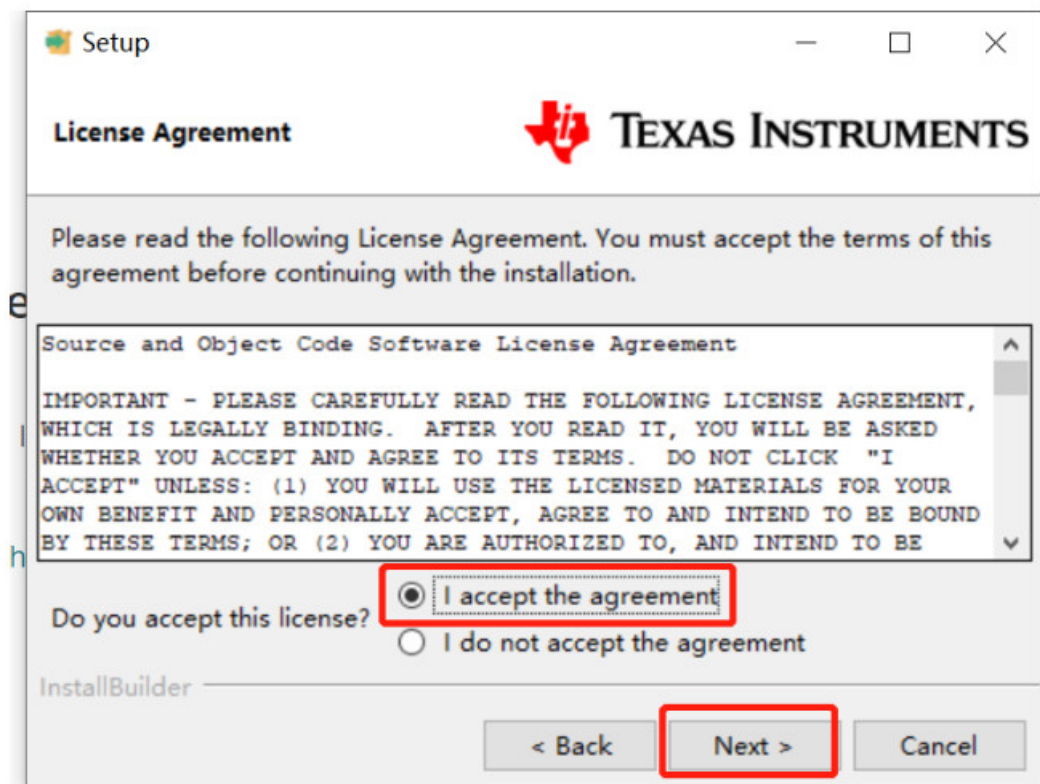 Setup
License Agreement
TEXAS INSTRUMENTS
Please read the following License Agreement. You must accept the terms of this
agreement before continuing with the installation.
e
Source and Object Code Software License Agreement
IMPORTANT - PLEASE CAREFULLY READ THE FOLLOWING LICENSE AGREEMENT,
WHICH IS LEGALLY BINDING.  AFTER YOU READ IT, YOU WILL BE ASKED
WHETHER YOU ACCEPT AND AGREE TO ITS TERMS.  DO NOT CLICK  "I
ACCEPT" UNLESS: (1) YOU WILL USE THE LICENSED MATERIALS FOR YOUR
OWN BENEFIT AND PERSONALLY ACCEPT, AGREE TO AND INTEND TO BE BOUND
BY THESE TERMS; OR (2) YOU ARE AUTHORIZED TO, AND INTEND TO BE
h
Do you accept this license?
I accept the agreement
I do not accept the agreement
InstallBuilder
< Back
Next >
Cancel